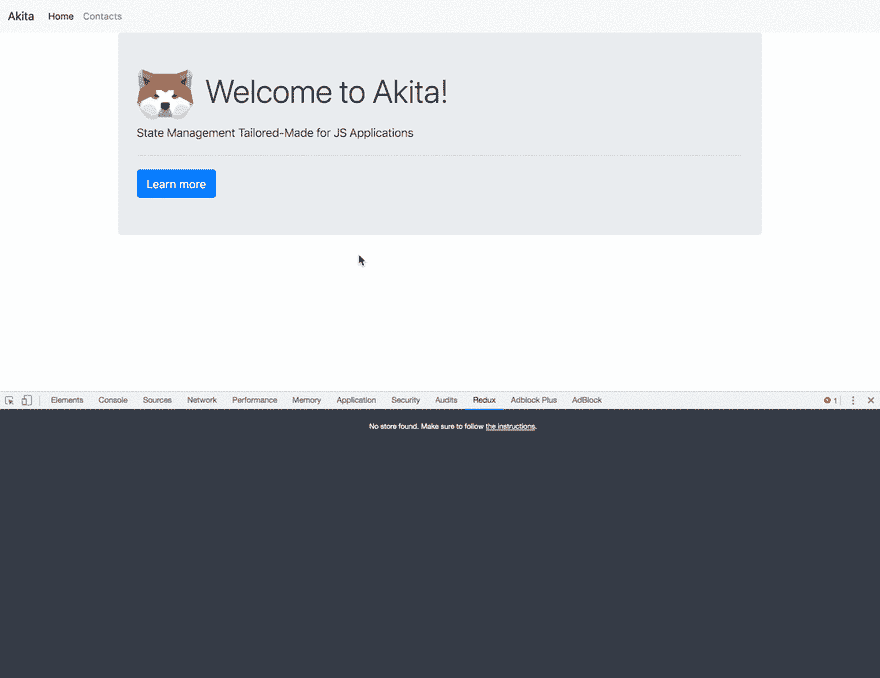 Akita Home Contacts
Welcome to Akita!
State Management Tailored-Made for JS Applications
Learn more
Elements Console Sources Network Performance Memory Application Security Audits Redux Adblock Plus AdBlock 1
No store found. Make sure to follow the instructions.